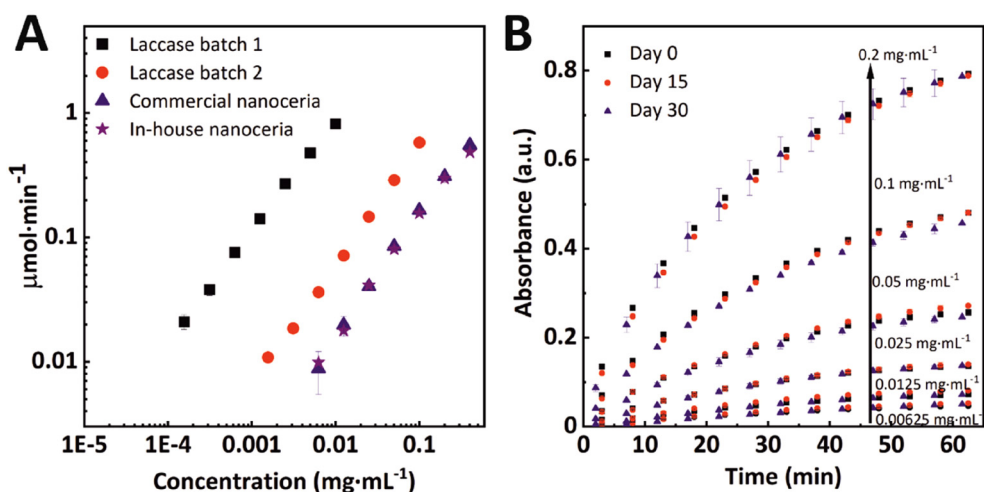 A
Laccase batch 1
Laccase batch 2
Commercial nanoceria
In-house nanoceria
μmol·min⁻¹
1
0.1
0.01
1E-5
0.001
0.01
0.1
Concentration (mg·mL⁻¹)
B
Day 0
Day 15
Day 30
0.2 mg·mL⁻¹
0.1 mg·mL⁻¹
0.05 mg·mL⁻¹
0.025 mg·mL⁻¹
0.0125 mg·mL⁻¹
0.00625 mg·mL⁻¹
Absorbance (a.u.)
0.8
0.6
0.4
0.2
0
0
10
20
30
40
50
60
Time (min)